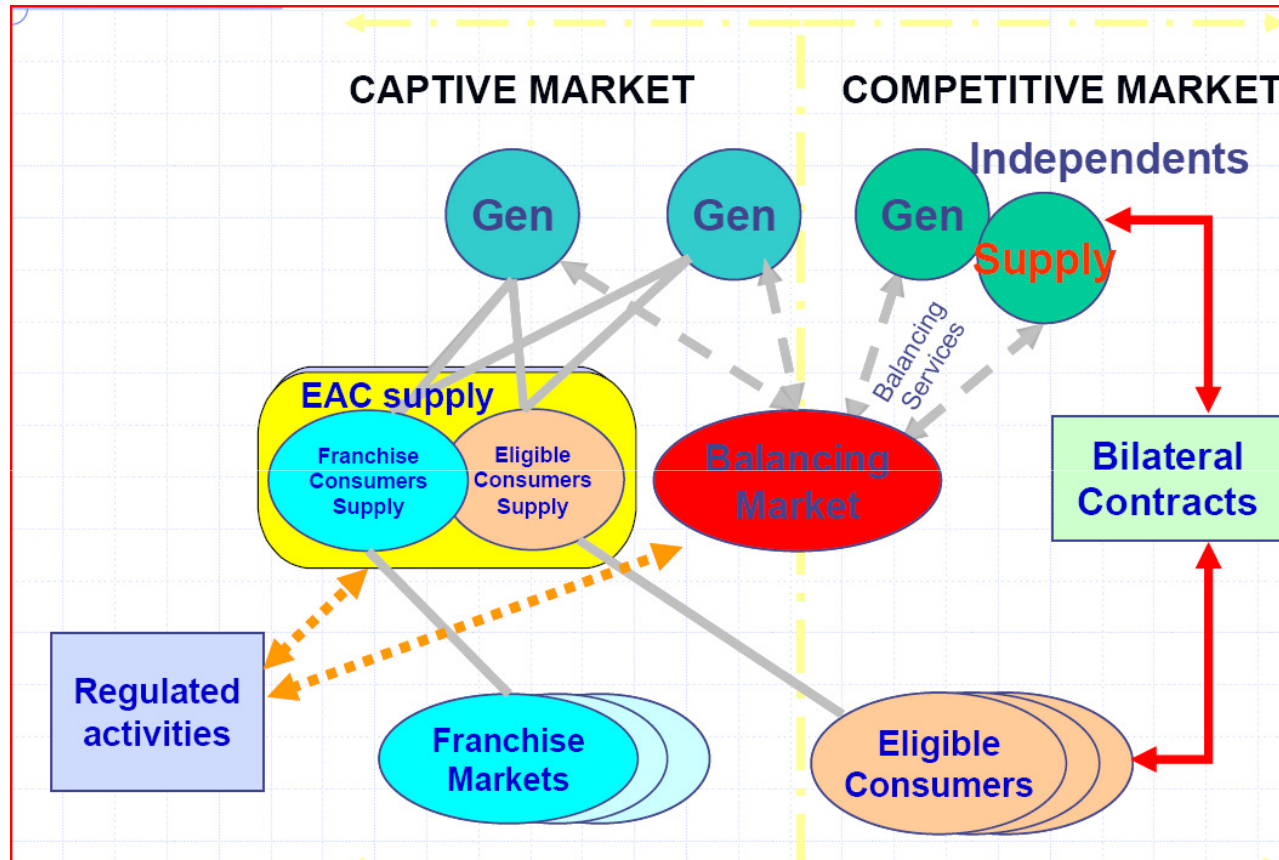 CAPTIVE MARKET
COMPETITIVE MARKET
Independents
Gen
Gen
Gen
Supply
Balancing
Services
EAC supply
Franchise
Consumers
Supply
Eligible
Consumers
Supply
Balancing
Market
Bilateral
Contracts
Regulated
activities
Franchise
Markets
Eligible
Consumers